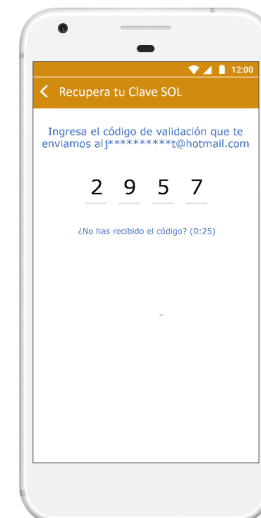 12:00
Recupera tu Clave SOL
Ingresa el código de validación que te
enviamos al j**********t@hotmail.com
2 9 5 7
¿No has recibido el código? (0:25)